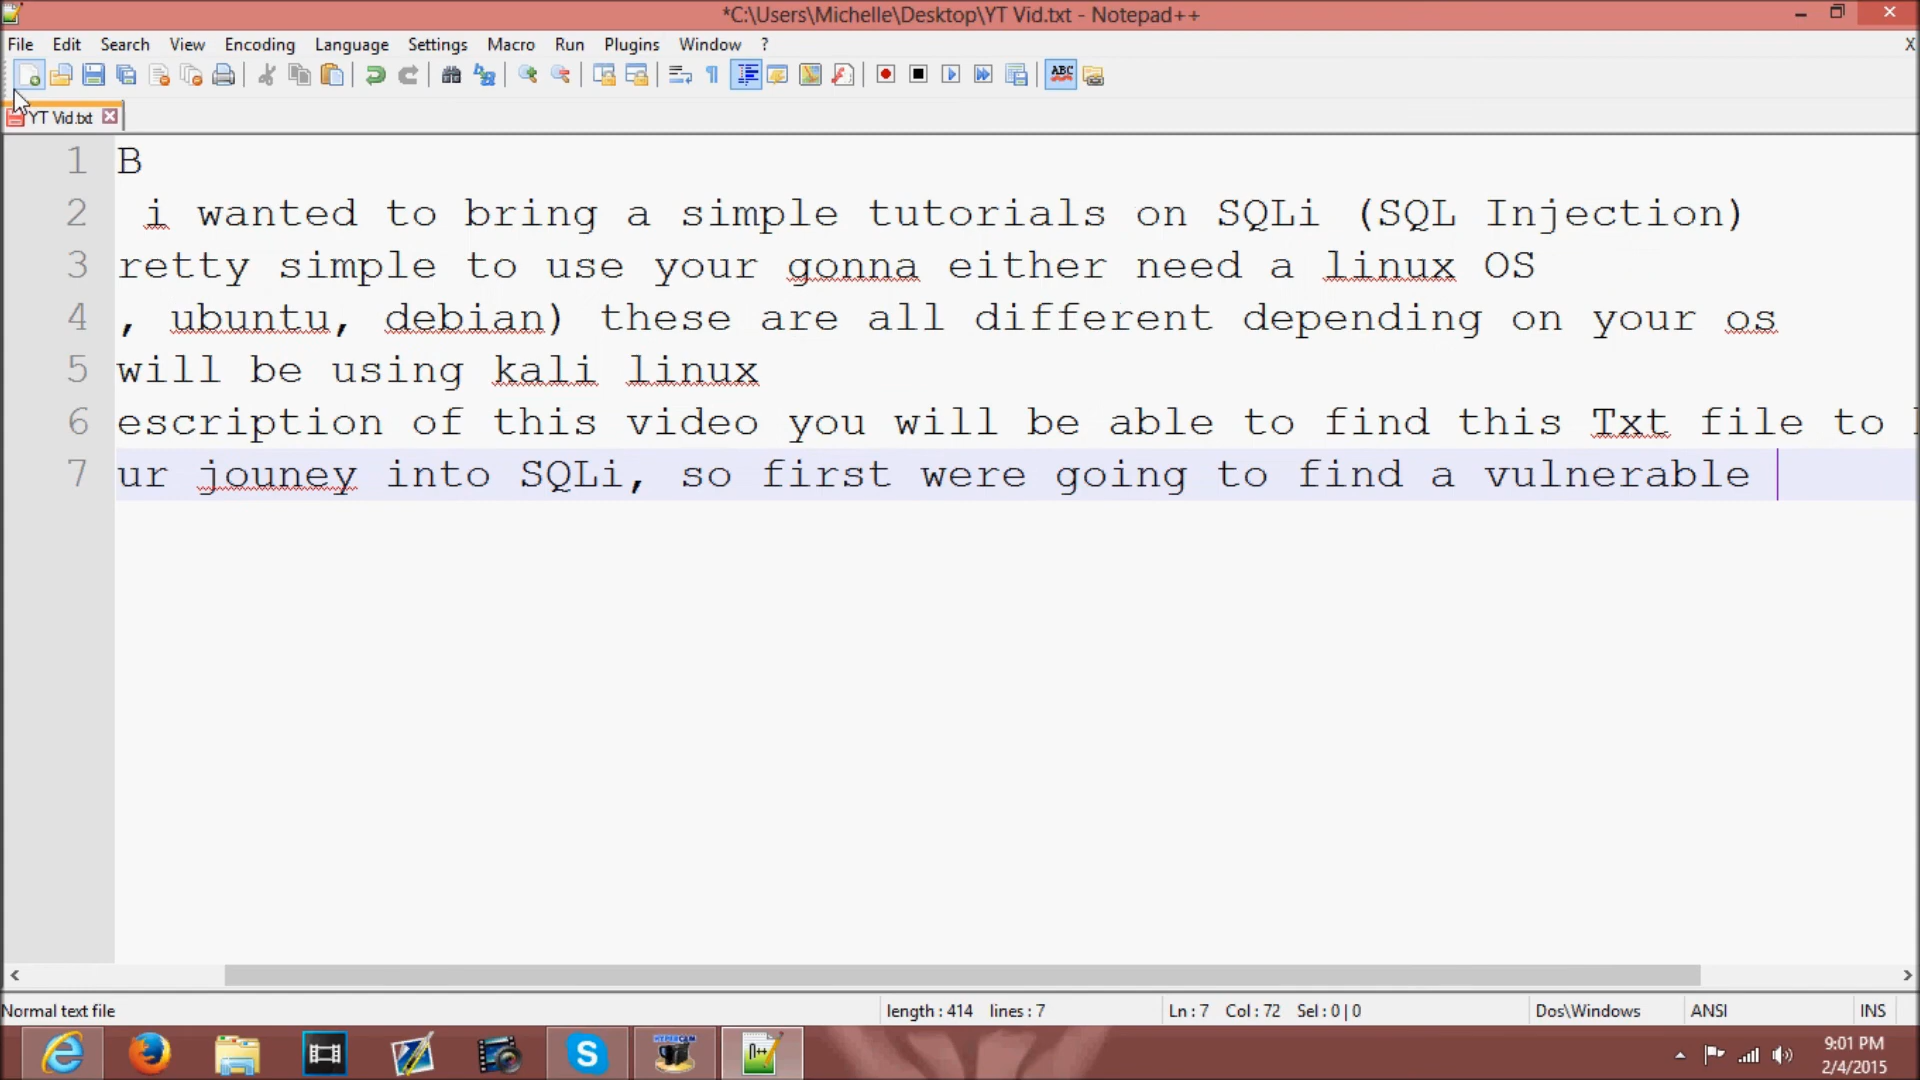 *C:\Users\Michelle\Desktop\YT Vid.txt - Notepad++
File Edit Search View Encoding Language Settings Macro Run Plugins Window ? X
YT Vid.txt
1 B
2 i wanted to bring a simple tutorials on SQLi (SQL Injection)
3 retty simple to use your gonna either need a linux OS
4 , ubuntu, debian) these are all different depending on your os
5 will be using kali linux
6 escription of this video you will be able to find this Txt file to
7 ur jouney into SQLi, so first were going to find a vulnerable
Normal text file length : 414 lines : 7 Ln : 7 Col : 72 Sel : 0 | 0 Dos\Windows ANSI INS
9:01 PM
2/4/2015